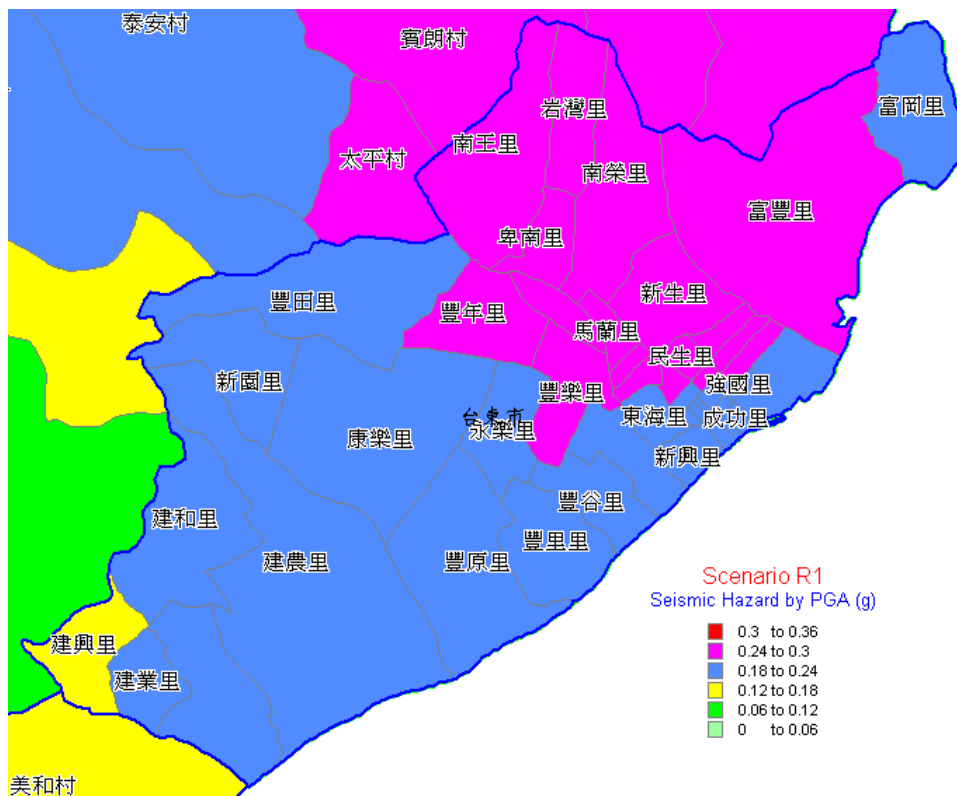 泰安村
賓朗村
富岡里
岩灣里
南王里
太平村
南榮里
富豐里
卑南里
豐田里
新生里
豐年里
馬蘭里
民生里
新園里
豐樂里
強國里
台東市
東海里
成功里
永樂里
康樂里
新興里
豐谷里
建和里
豐里里
建農里
豐原里
建興里
建業里
美和村
Scenario R1
Seismic Hazard by PGA (g)
0.3 to 0.36
0.24 to 0.3
0.18 to 0.24
0.12 to 0.18
0.06 to 0.12
0 to 0.06